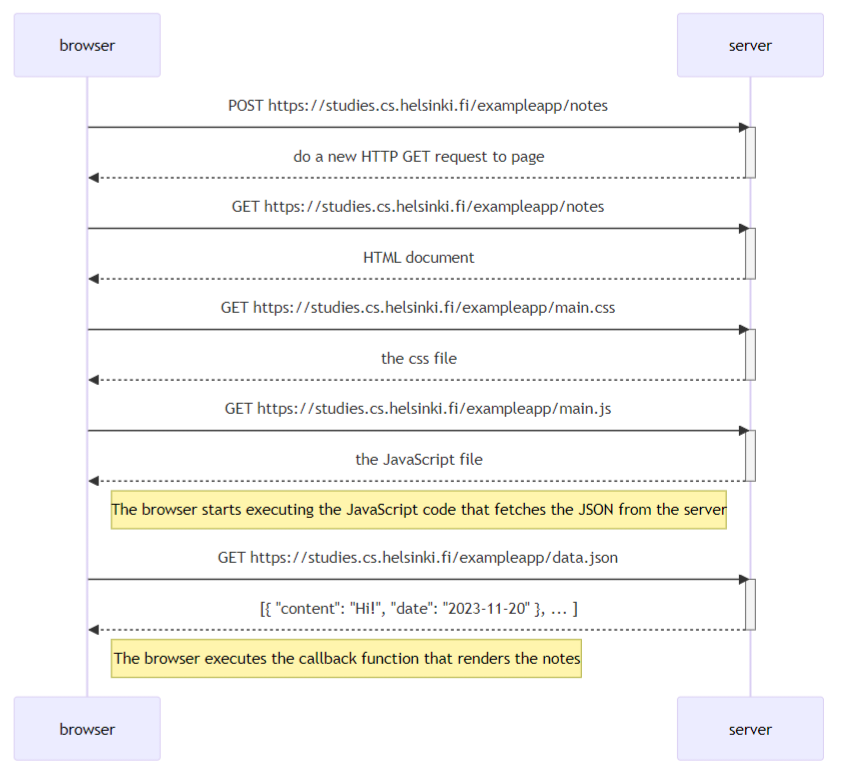 browser
server
POST https://studies.cs.helsinki.fi/exampleapp/notes
do a new HTTP GET request to page
GET https://studies.cs.helsinki.fi/exampleapp/notes
HTML document
GET https://studies.cs.helsinki.fi/exampleapp/main.css
the css file
GET https://studies.cs.helsinki.fi/exampleapp/main.js
the JavaScript file
The browser starts executing the JavaScript code that fetches the JSON from the server
GET https://studies.cs.helsinki.fi/exampleapp/data.json
[{ "content": "Hi!", "date": "2023-11-20" }, ... ]
The browser executes the callback function that renders the notes
browser
server